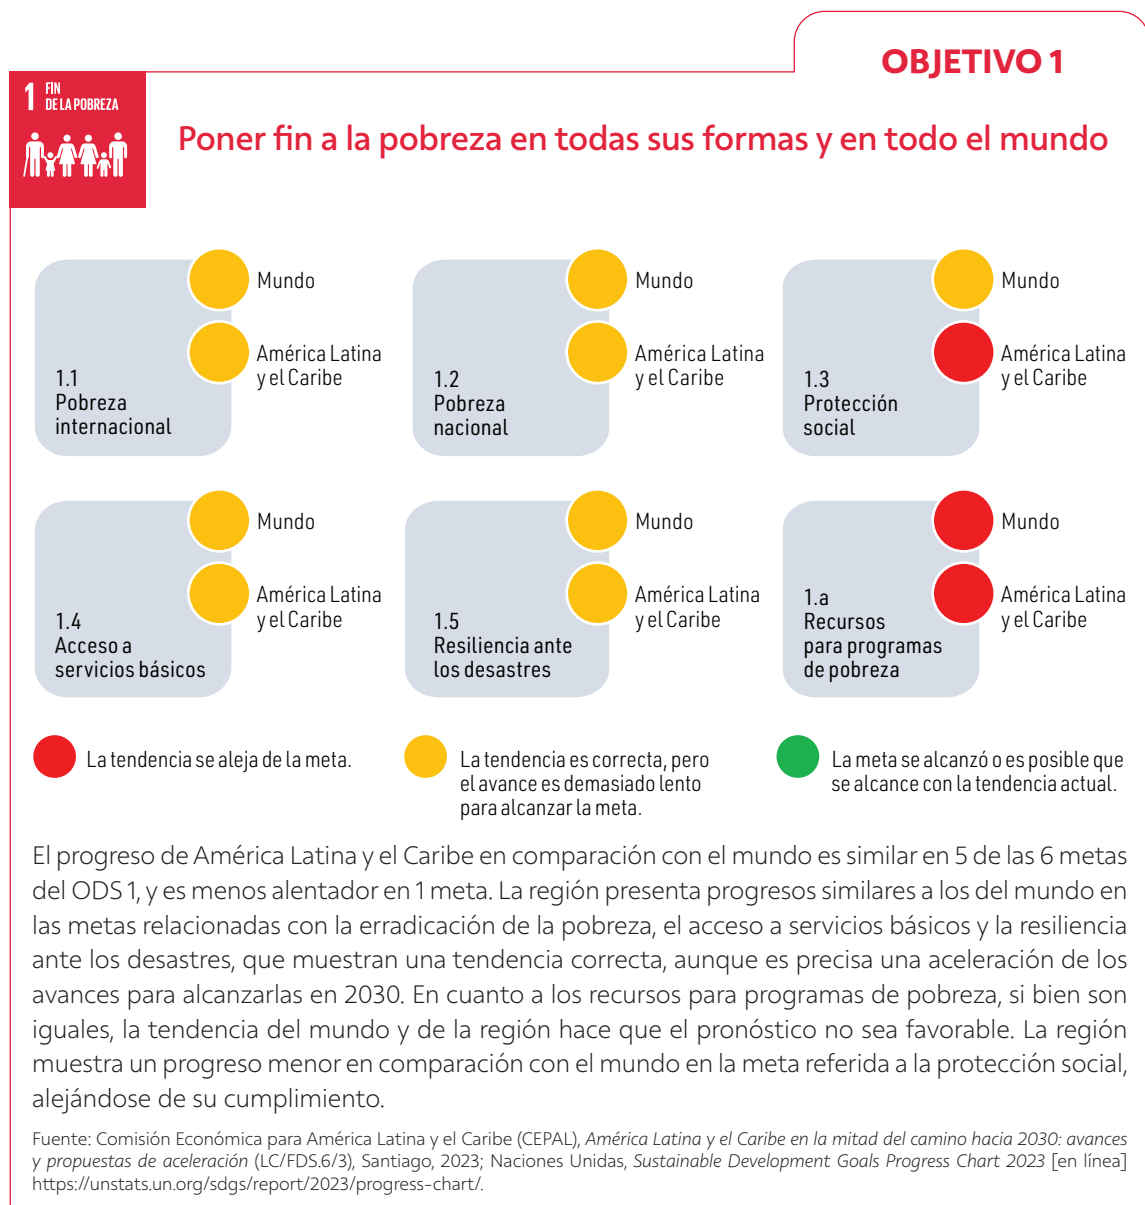 OBJETIVO 1
1 FIN
DE LA POBREZA
Poner fin a la pobreza en todas sus formas y en todo el mundo
Mundo
América Latina
y el Caribe
1.1
Pobreza
internacional
Mundo
América Latina
y el Caribe
1.2
Pobreza
nacional
Mundo
América Latina
y el Caribe
1.3
Protección
social
Mundo
América Latina
y el Caribe
1.4
Acceso a
servicios básicos
Mundo
América Latina
y el Caribe
1.5
Resiliencia ante
los desastres
Mundo
América Latina
y el Caribe
1.a
Recursos
para programas
de pobreza
La tendencia se aleja de la meta.
La tendencia es correcta, pero
el avance es demasiado lento
para alcanzar la meta.
La meta se alcanzó o es posible que
se alcance con la tendencia actual.
El progreso de América Latina y el Caribe en comparación con el mundo es similar en 5 de las 6 metas
del ODS 1, y es menos alentador en 1 meta. La región presenta progresos similares a los del mundo en
las metas relacionadas con la erradicación de la pobreza, el acceso a servicios básicos y la resiliencia
ante los desastres, que muestran una tendencia correcta, aunque es precisa una aceleración de los
avances para alcanzarlas en 2030. En cuanto a los recursos para programas de pobreza, si bien son
iguales, la tendencia del mundo y de la región hace que el pronóstico no sea favorable. La región
muestra un progreso menor en comparación con el mundo en la meta referida a la protección social,
alejándose de su cumplimiento.
Fuente: Comisión Económica para América Latina y el Caribe (CEPAL), América Latina y el Caribe en la mitad del camino hacia 2030: avances
y propuestas de aceleración (LC/FDS.6/3), Santiago, 2023; Naciones Unidas, Sustainable Development Goals Progress Chart 2023 [en línea]
https://unstats.un.org/sdgs/report/2023/progress-chart/.